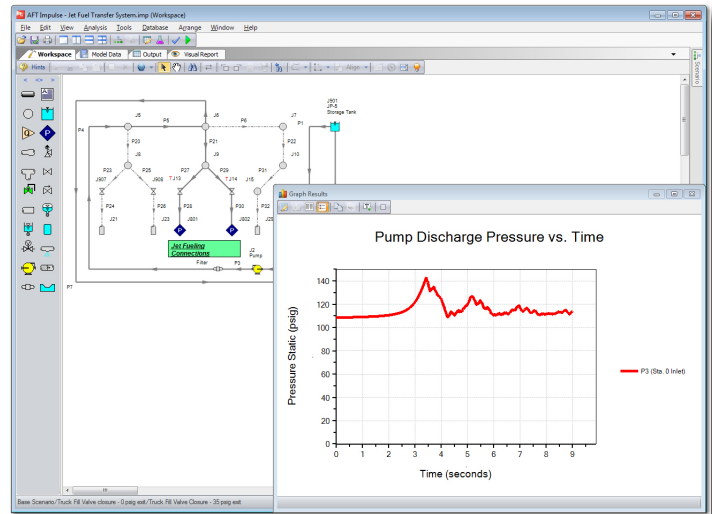 AFT Impulse - Jet Fuel Transfer System.imp (Workspace)
File Edit View Analysis Tools Database Arrange Window Help
Workspace Model Data Output Visual Report
Hints Align
Scenario
J901
JP-8
Storage Tank
J5 J6 J7
P4 P5 P6 P1
P20 P21 P22
J8 J9 J10
P23 P25 P27 P29 P31
J907 J908 T J13 T J14 J15
P24 P26 P28 P30 P32
J21 J23 J801 J802
Jet Fueling
Connections
J2
Pump
Filter P3
P7
Graph Results
Pump Discharge Pressure vs. Time
Pressure Static (psig)
140
120
100
80
60
40
20
0
0 1 2 3 4 5 6 7 8 9
Time (seconds)
P3 (Sta. 0 Inlet)
Base Scenario/Truck Fill Valve closure - 0 psig exit/Truck Fill Valve Closure - 35 psig exit